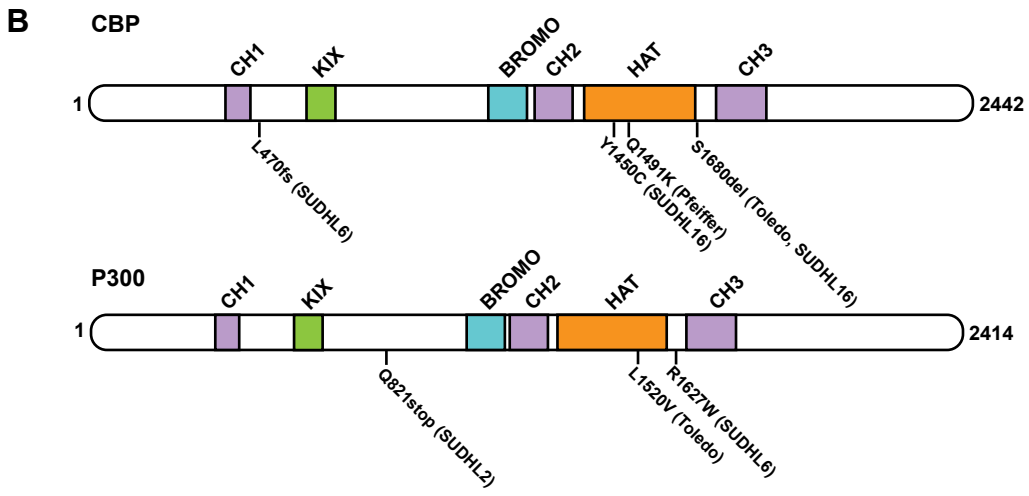 B
CBP
CH1
KIX
BROMO
CH2
HAT
CH3
1
2442
L470fs (SUDHL6)
Y1450C (SUDHL16)
Q1491K (Pfeiffer)
S1680del (Toledo, SUDHL16)
P300
CH1
KIX
BROMO
CH2
HAT
CH3
1
2414
Q821stop (SUDHL2)
L1520V (Toledo)
R1627W (SUDHL6)